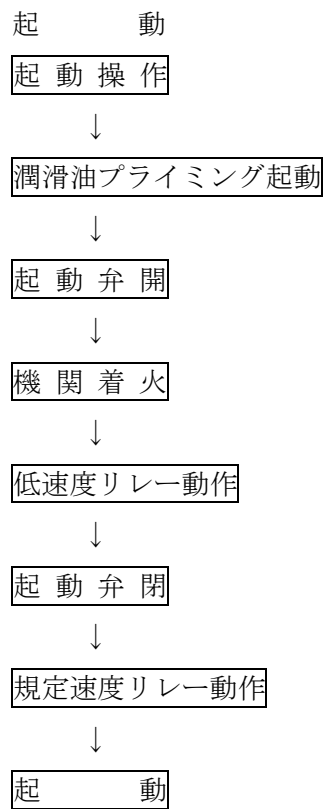 起 動
起 動 操 作
↓
潤滑油プライミング起動
↓
起 動 弁 開
↓
機 関 着 火
↓
低速度リレー動作
↓
起 動 弁 閉
↓
規定速度リレー動作
↓
起 動